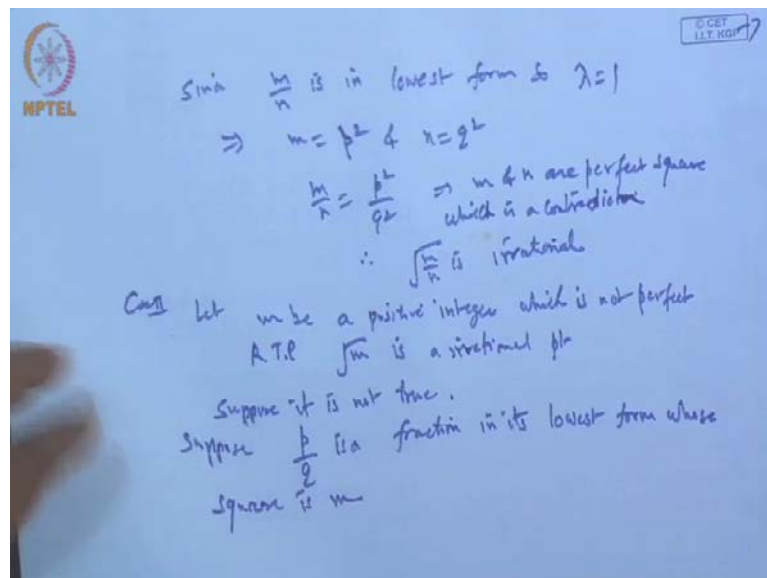 © CET
I.I.T. KGP
NPTEL
Since m/n is in lowest form so λ=1
⇒ m = p² & n = q²
m/n = p²/q² ⇒ m & n are perfect square
which is a contradiction
∴ √(m/n) is irrational
Case II Let m be a positive integer which is not perfect
R.T.P √m is a irrational pt
Suppose it is not true.
Suppose p/q is a fraction in its lowest form whose
square is m